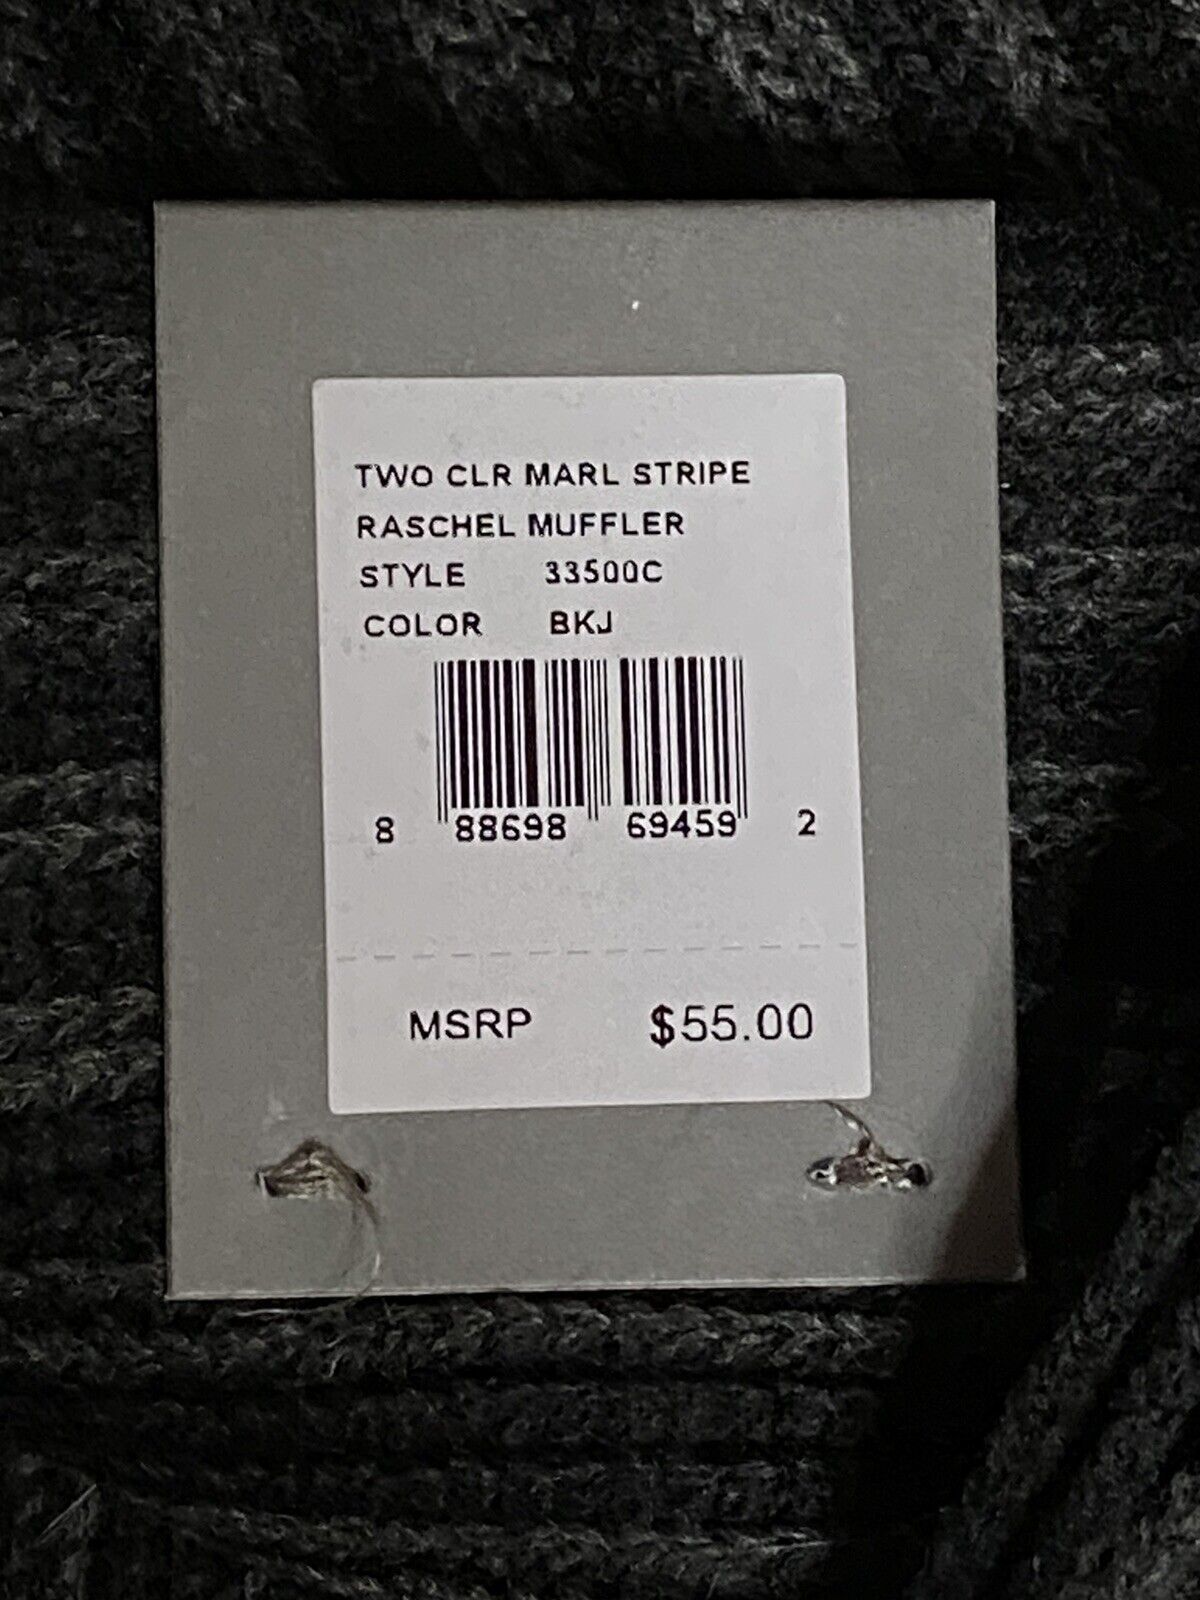 TWO CLR MARL STRIPE
RASCHEL MUFFLER
STYLE 33500C
COLOR BKJ
8 88698 69459 2
MSRP $55.00